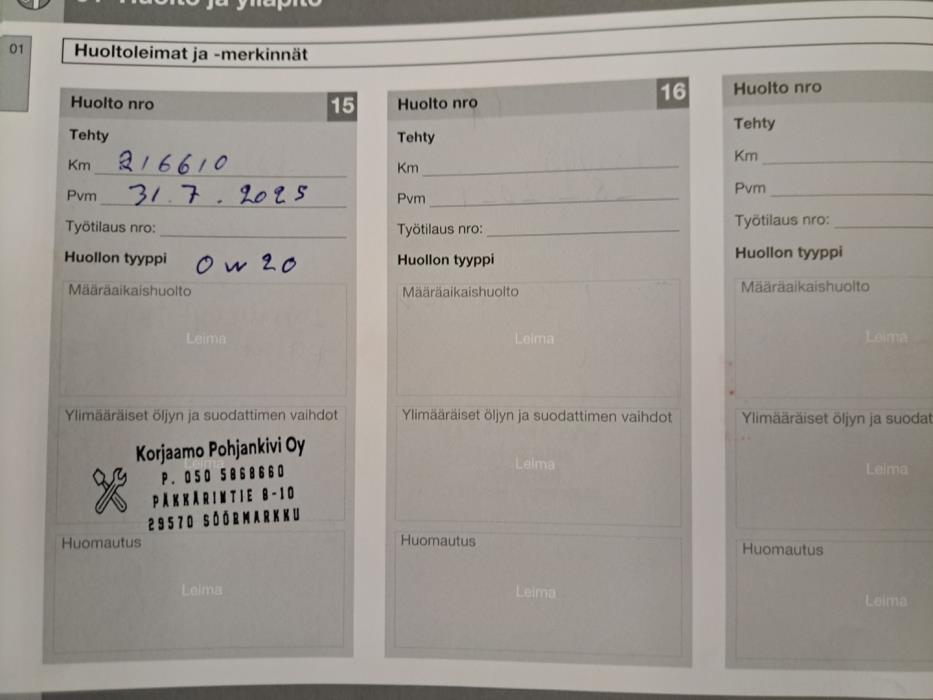 01 Huolto ja ylläpito
01
Huoltoleimat ja -merkinnät
Huolto nro 15
Tehty
Km 216610
Pvm 31.7.2025
Työtilaus nro:
Huollon tyyppi 0w20
Määräaikaishuolto
Leima
Ylimääräiset öljyn ja suodattimen vaihdot
Leima
Korjaamo Pohjankivi Oy
P. 050 5868660
PÄKKÄRINTIE 8-10
29570 SÖÖRMARKKU
Huomautus
Leima
Huolto nro 16
Tehty
Km
Pvm
Työtilaus nro:
Huollon tyyppi
Määräaikaishuolto
Leima
Ylimääräiset öljyn ja suodattimen vaihdot
Leima
Huomautus
Leima
Huolto nro
Tehty
Km
Pvm
Työtilaus nro:
Huollon tyyppi
Määräaikaishuolto
Leima
Ylimääräiset öljyn ja suodat
Leima
Huomautus
Leima